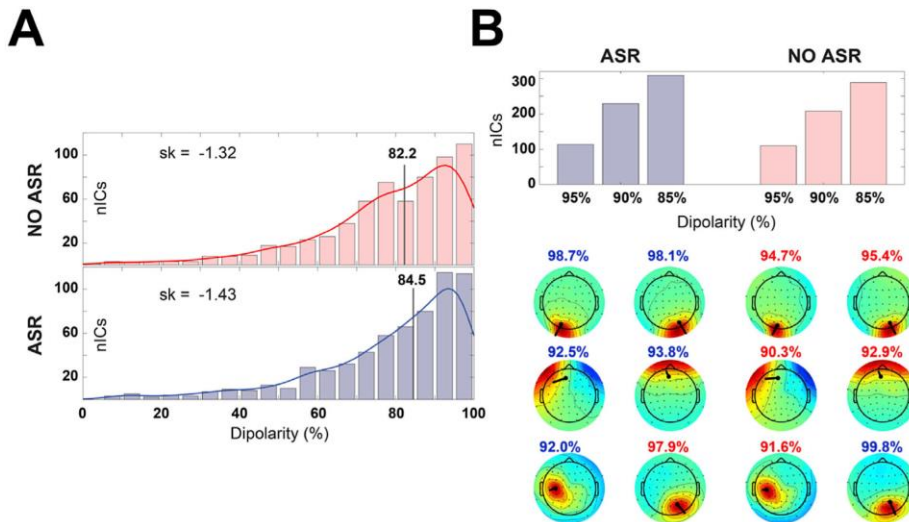 A
NO ASR
nICs
100
60
20
sk = -1.32
82.2
ASR
nICs
100
60
20
sk = -1.43
84.5
0 20 40 60 80 100
Dipolarity (%)
B
ASR NO ASR
nICs
300
200
100
0
95% 90% 85% 95% 90% 85%
Dipolarity (%)
98.7% 98.1% 94.7% 95.4%
92.5% 93.8% 90.3% 92.9%
92.0% 97.9% 91.6% 99.8%